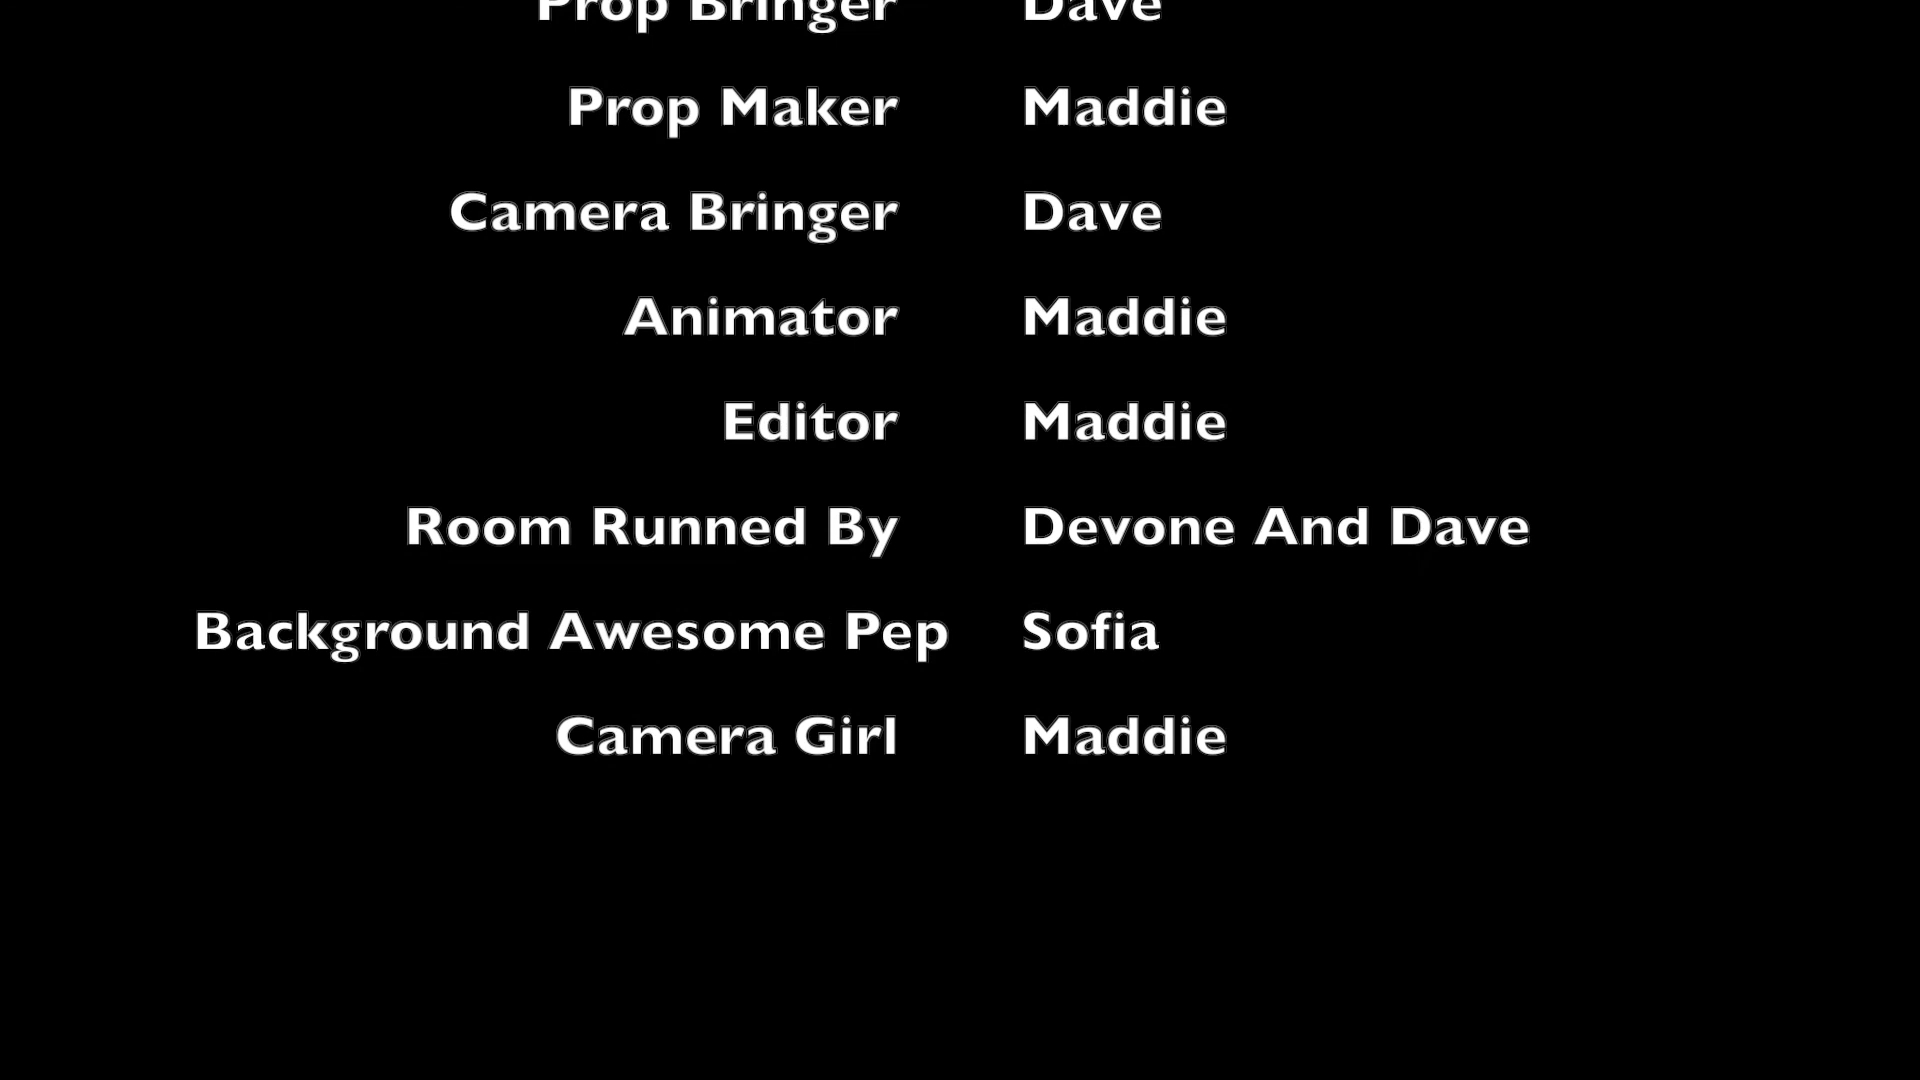 Prop Bringer Dave
Prop Maker Maddie
Camera Bringer Dave
Animator Maddie
Editor Maddie
Room Runned By Devone And Dave
Background Awesome Pep Sofia
Camera Girl Maddie